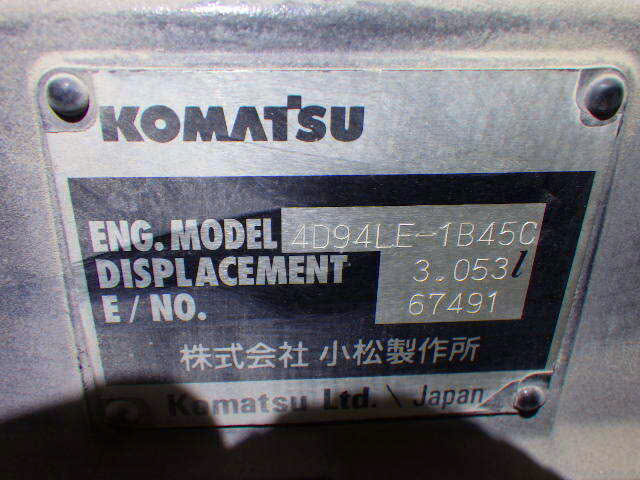 KOMATSU
ENG. MODEL 4D94LE-1B45C
DISPLACEMENT 3.053l
E/NO. 67491
株式会社 小松製作所
Komatsu Ltd. \ Japan